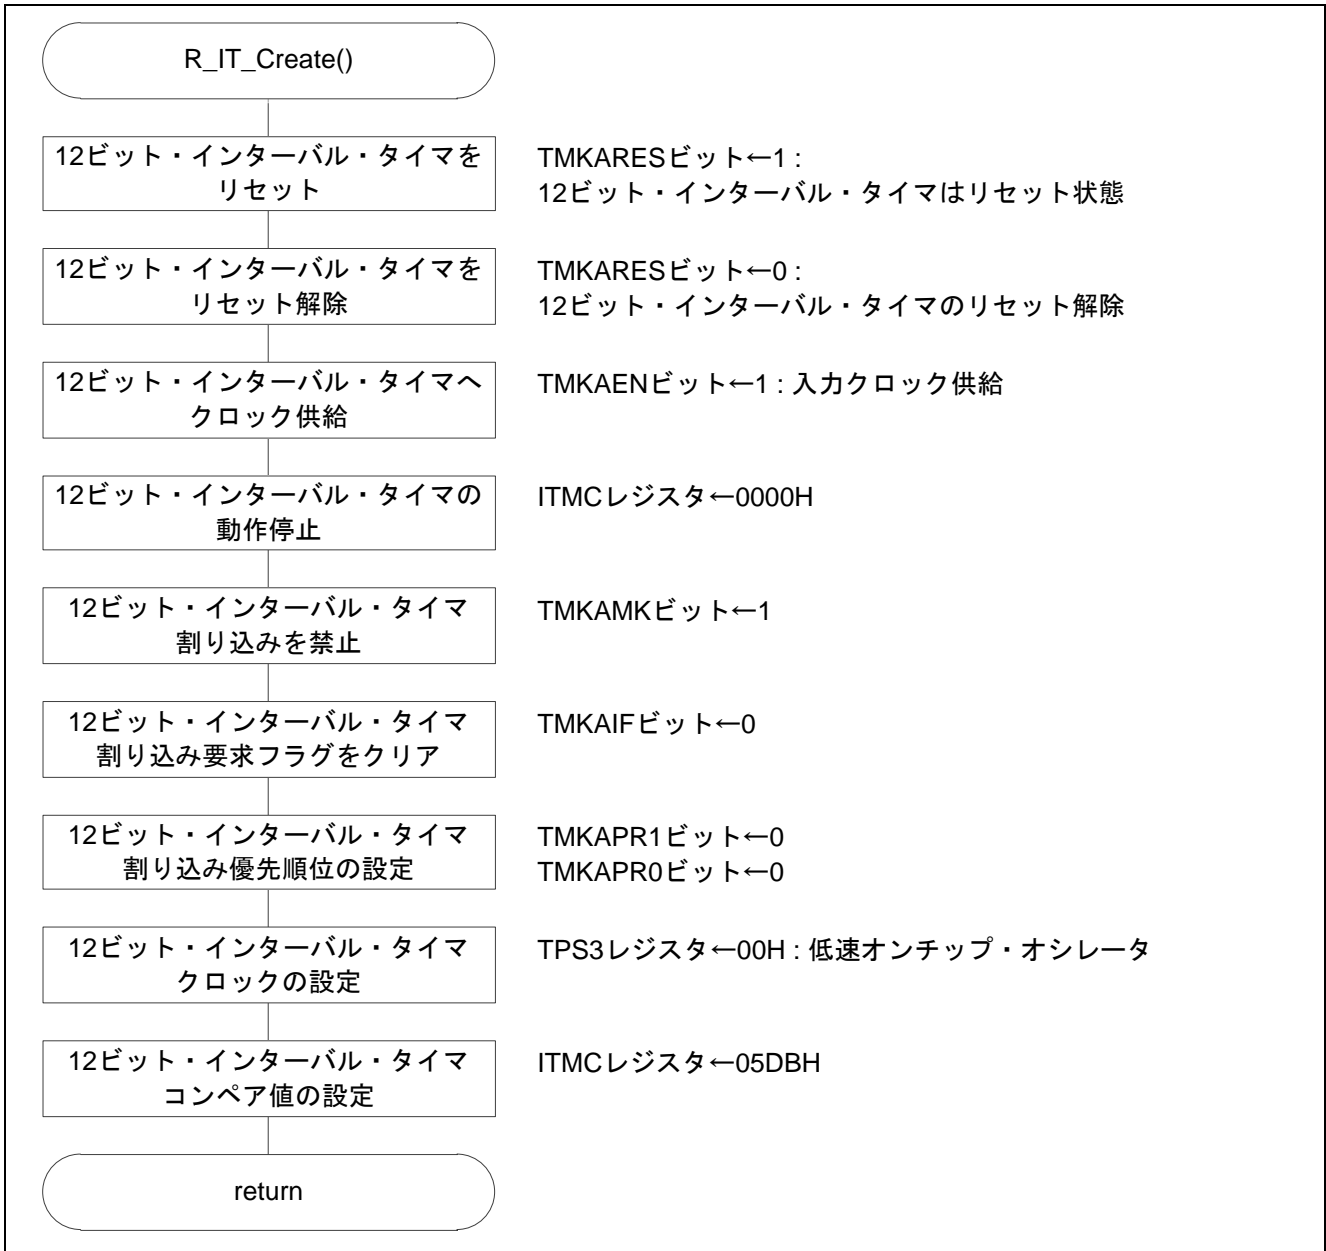 R_IT_Create()
12ビット・インターバル・タイマを
リセット
TMKARESビット←1 :
12ビット・インターバル・タイマはリセット状態
12ビット・インターバル・タイマを
リセット解除
TMKARESビット←0 :
12ビット・インターバル・タイマのリセット解除
12ビット・インターバル・タイマへ
クロック供給
TMKAENビット←1 : 入力クロック供給
12ビット・インターバル・タイマの
動作停止
ITMCレジスタ←0000H
12ビット・インターバル・タイマ
割り込みを禁止
TMKAMKビット←1
12ビット・インターバル・タイマ
割り込み要求フラグをクリア
TMKAIFビット←0
12ビット・インターバル・タイマ
割り込み優先順位の設定
TMKAPR1ビット←0
TMKAPR0ビット←0
12ビット・インターバル・タイマ
クロックの設定
TPS3レジスタ←00H : 低速オンチップ・オシレータ
12ビット・インターバル・タイマ
コンペア値の設定
ITMCレジスタ←05DBH
return